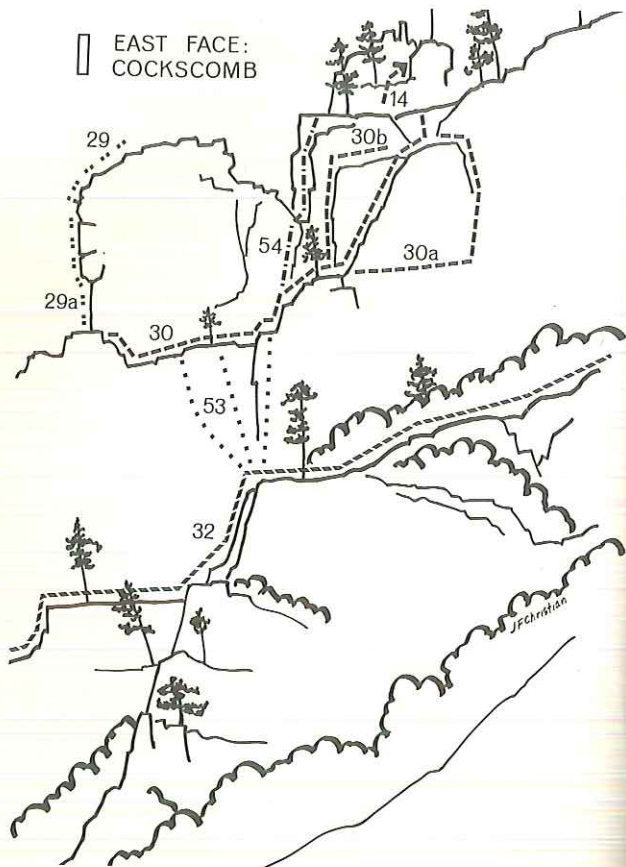 EAST FACE:
COCKSCOMB
14
29
30b
54
30a
29a
30
53
32
JFChristian